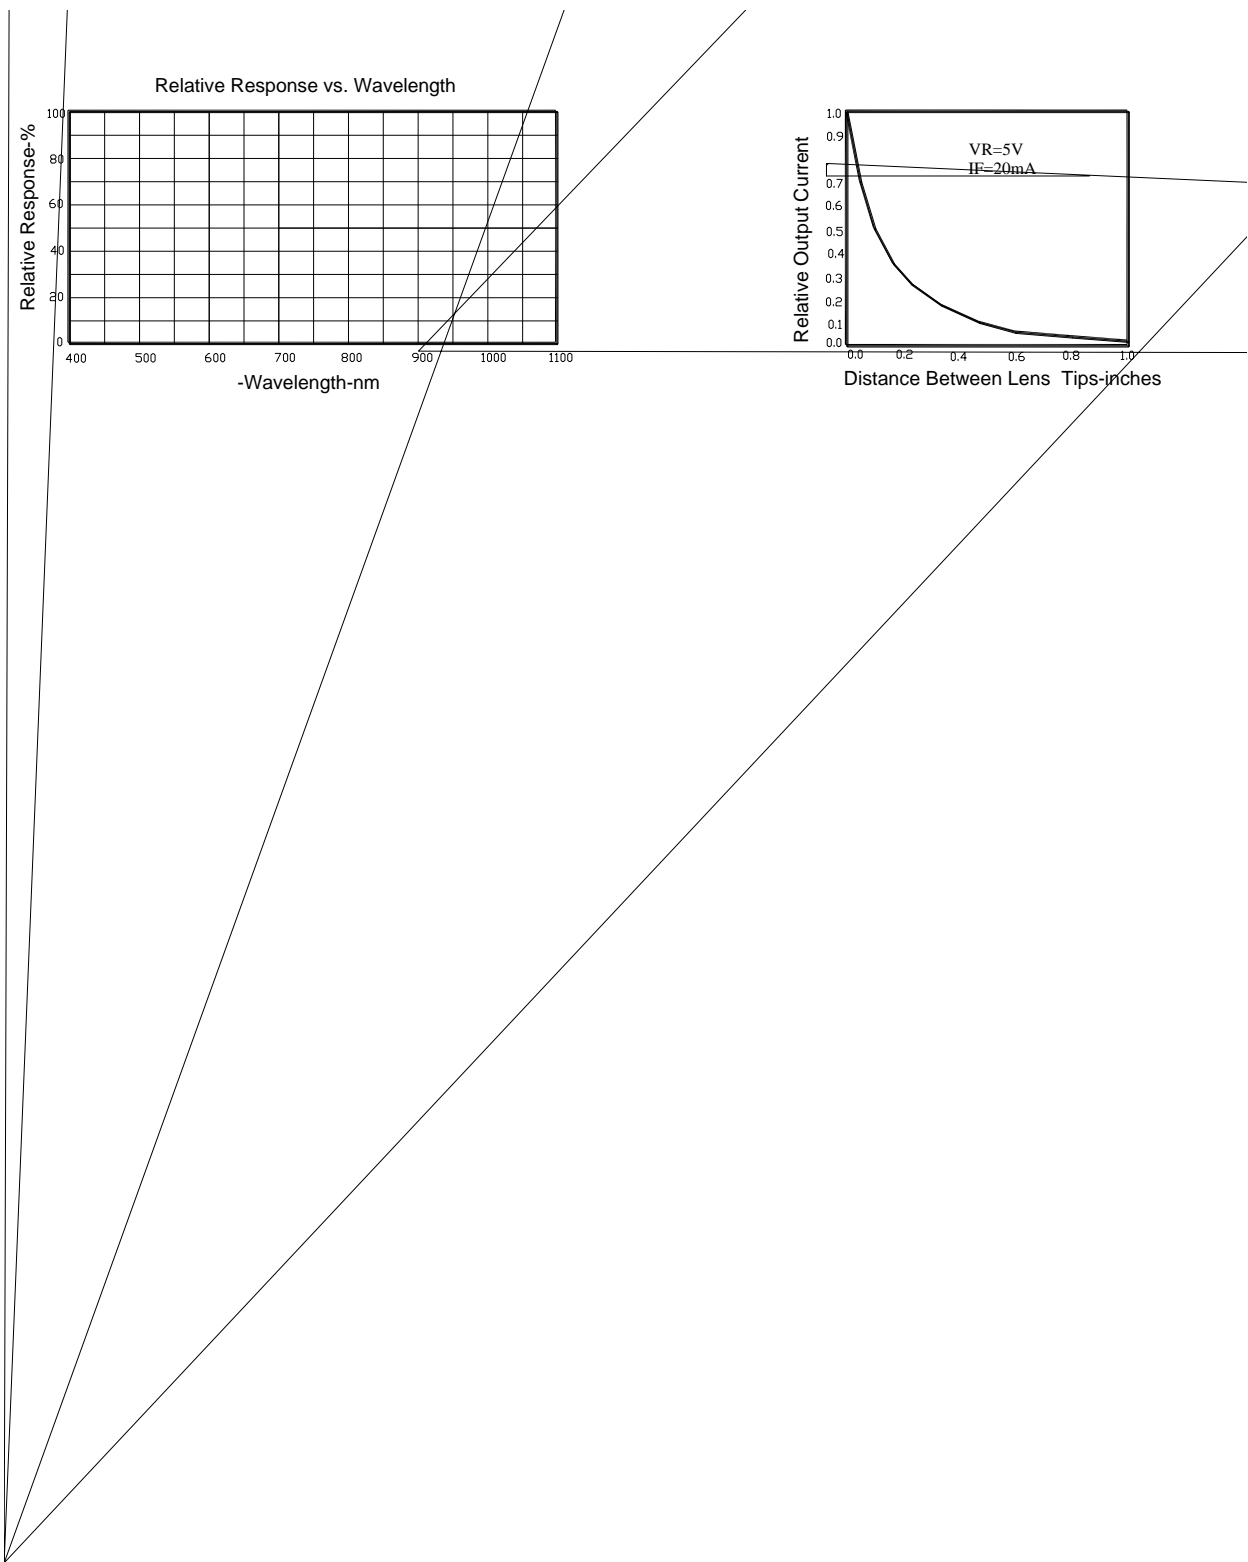 Relative Response vs. Wavelength
Relative Response-%
100
80
60
40
20
0
400 500 600 700 800 900 1000 1100
-Wavelength-nm
Relative Output Current
1.0
0.9
0.7
0.6
0.5
0.4
0.3
0.2
0.1
0.0
VR=5V
IF=20mA
0.0 0.2 0.4 0.6 0.8 1.0
Distance Between Lens Tips-inches